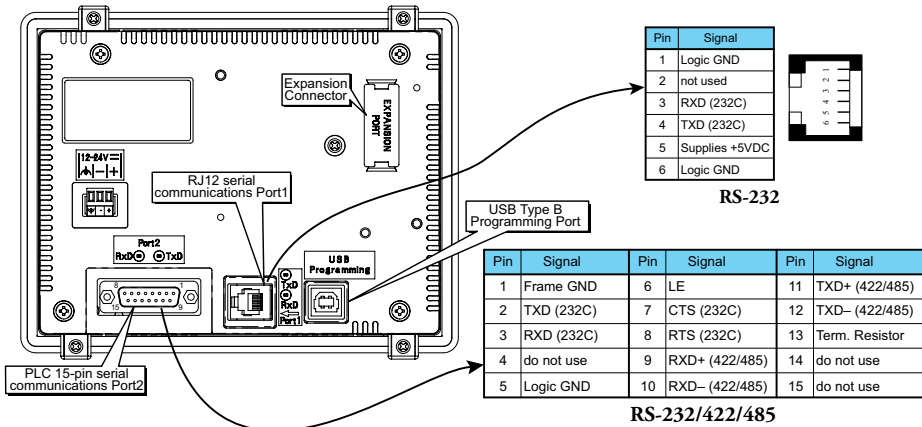 Expansion
Connector
EXPANSION
PORT
12-24V
- +
RJ12 serial
communications Port1
USB Type B
Programming Port
Port2
RxD TxD
USB
Programming
TxD
RxD
Port1
8 1
15 9
PLC 15-pin serial
communications Port2
Pin Signal
1 Logic GND
2 not used
3 RXD (232C)
4 TXD (232C)
5 Supplies +5VDC
6 Logic GND
RS-232
6 5 4 3 2 1
Pin Signal Pin Signal Pin Signal
1 Frame GND 6 LE 11 TXD+ (422/485)
2 TXD (232C) 7 CTS (232C) 12 TXD– (422/485)
3 RXD (232C) 8 RTS (232C) 13 Term. Resistor
4 do not use 9 RXD+ (422/485) 14 do not use
5 Logic GND 10 RXD– (422/485) 15 do not use
RS-232/422/485